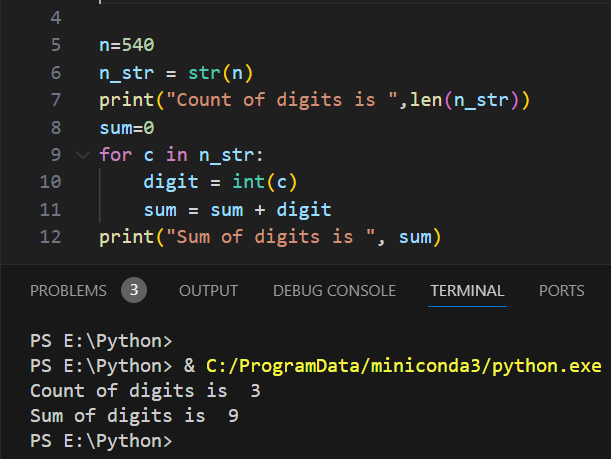 4
5 n=540
6 n_str = str(n)
7 print("Count of digits is ",len(n_str))
8 sum=0
9 for c in n_str:
10     digit = int(c)
11     sum = sum + digit
12 print("Sum of digits is ", sum)
PROBLEMS 3 OUTPUT DEBUG CONSOLE TERMINAL PORTS
PS E:\Python>
PS E:\Python> & C:/ProgramData/miniconda3/python.exe
Count of digits is  3
Sum of digits is  9
PS E:\Python>